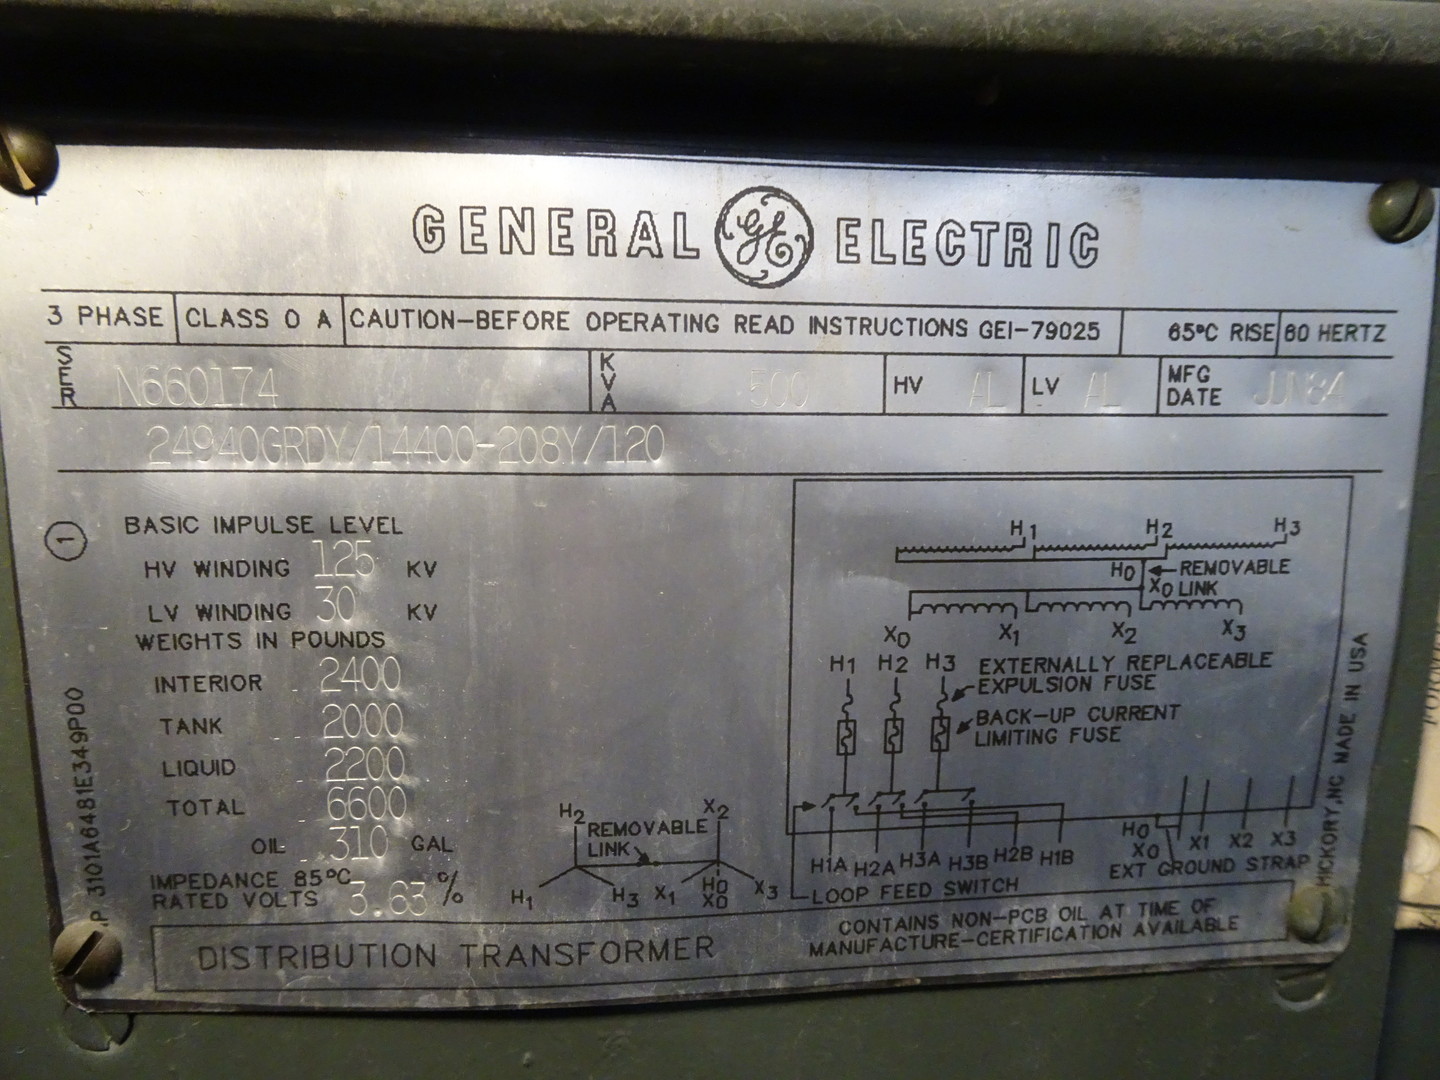 GENERAL GE ELECTRIC
3 PHASE CLASS O A CAUTION-BEFORE OPERATING READ INSTRUCTIONS GEI-79025 65°C RISE 60 HERTZ
SER N660174 KVA 500 HV AL LV AL MFG DATE JUN84
24940GRDY/14400-208Y/120
1
BASIC IMPULSE LEVEL
HV WINDING 125 KV
LV WINDING 30 KV
WEIGHTS IN POUNDS
INTERIOR 2400
TANK 2000
LIQUID 2200
TOTAL 6600
OIL 310 GAL
IMPEDANCE 85°C
RATED VOLTS 3.63 %
P 3101A6481E349P00
H1 H2 H3
H0 REMOVABLE
X0 LINK
X0 X1 X2 X3
H1 H2 H3 EXTERNALLY REPLACEABLE
EXPULSION FUSE
BACK-UP CURRENT
LIMITING FUSE
H1A H2A H3A H3B H2B H1B
LOOP FEED SWITCH
H0 X0 X1 X2 X3
EXT GROUND STRAP
H2 X2
REMOVABLE
LINK
H1 H3 X1 H0 X0 X3
HICKORY, NC MADE IN USA
DISTRIBUTION TRANSFORMER
CONTAINS NON-PCB OIL AT TIME OF
MANUFACTURE-CERTIFICATION AVAILABLE